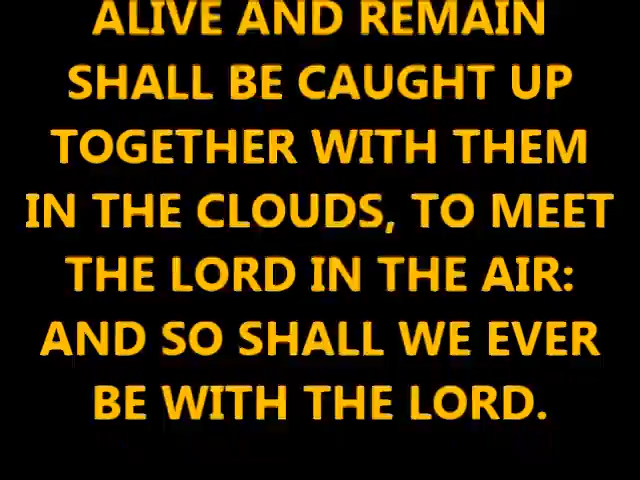 ALIVE AND REMAIN
SHALL BE CAUGHT UP
TOGETHER WITH THEM
IN THE CLOUDS, TO MEET
THE LORD IN THE AIR:
AND SO SHALL WE EVER
BE WITH THE LORD.